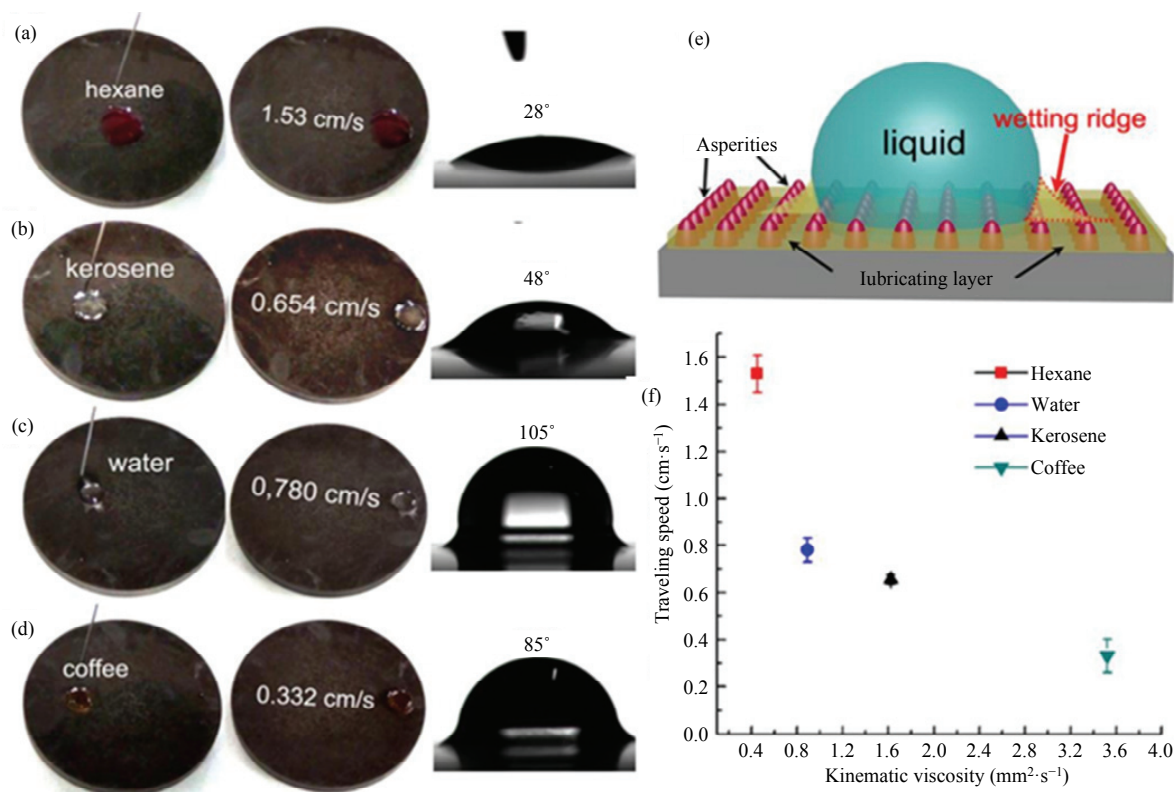 (a)
hexane
1.53 cm/s
28°
(b)
kerosene
0.654 cm/s
48°
(c)
water
0,780 cm/s
105°
(d)
coffee
0.332 cm/s
85°
(e)
liquid
wetting ridge
Asperities
Iubricating layer
(f)
Hexane
Water
Kerosene
Coffee
Traveling speed (cm·s⁻¹)
1.6
1.4
1.2
1.0
0.8
0.6
0.4
0.2
0.0
0.4 0.8 1.2 1.6 2.0 2.4 2.8 3.2 3.6 4.0
Kinematic viscosity (mm²·s⁻¹)